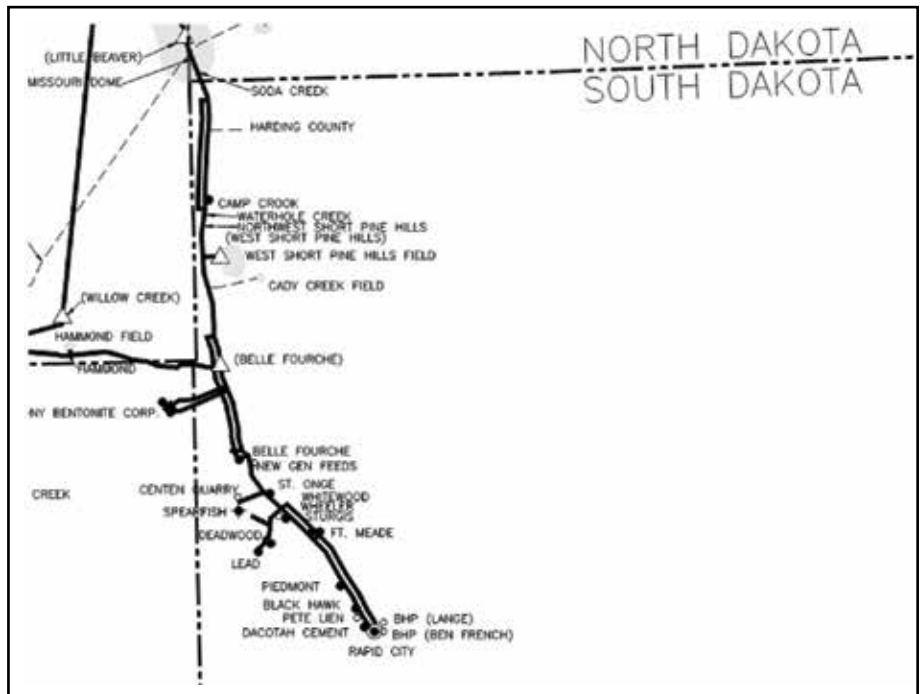 NORTH DAKOTA
(LITTLE BEAVER)
MISSOURI DOME
SODA CREEK
SOUTH DAKOTA
HARDING COUNTY
CAMP CROOK
WATERHOLE CREEK
NORTHWEST SHORT PINE HILLS
(WEST SHORT PINE HILLS)
WEST SHORT PINE HILLS FIELD
CADY CREEK FIELD
(WILLOW CREEK)
HAMMOND FIELD
(BELLE FOURCHE)
HAMMOND
NY BENTONITE CORP.
BELLE FOURCHE
NEW GEN FEEDS
ST. ONGE
CENTEN QUARRY
CREEK
WHITEWOOD
WHEELER
SPEARFISH
STURGIS
DEADWOOD
FT. MEADE
LEAD
PIEDMONT
BLACK HAWK
PETE LIEN
BHP (LANGE)
DACOTAH CEMENT
BHP (BEN FRENCH)
RAPID CITY